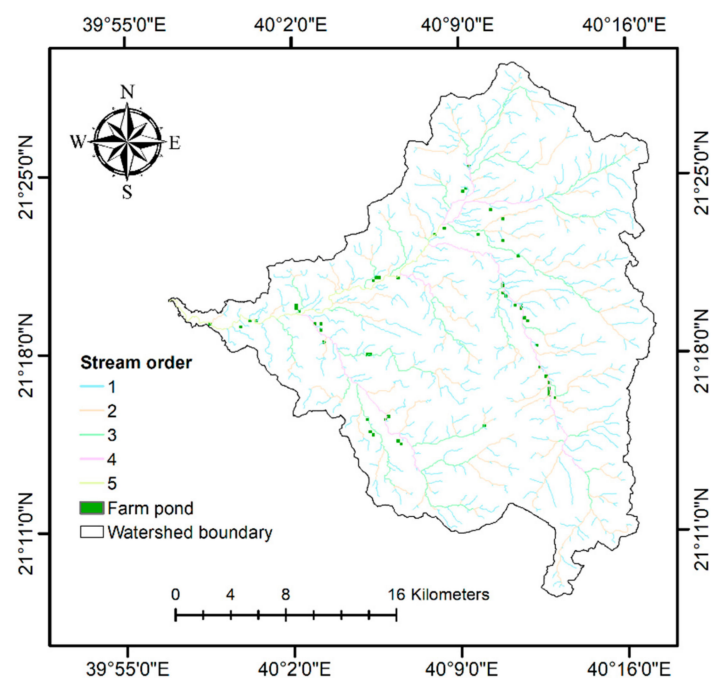 39°55'0"E 40°2'0"E 40°9'0"E 40°16'0"E
N
W E
S
21°25'0"N 21°25'0"N
21°18'0"N 21°18'0"N
Stream order
1
2
3
4
5
Farm pond
Watershed boundary
21°11'0"N 21°11'0"N
0 4 8 16 Kilometers
39°55'0"E 40°2'0"E 40°9'0"E 40°16'0"E